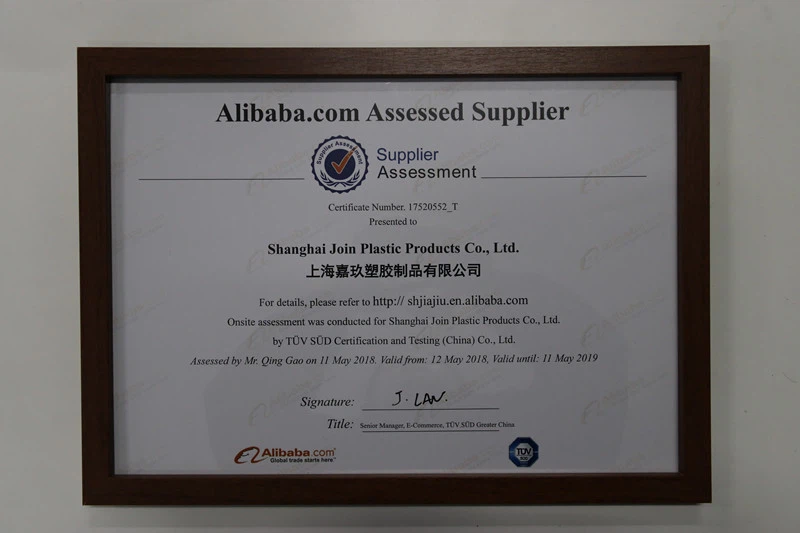 Alibaba.com Assessed Supplier
Supplier Assessment
Supplier
Assessment
Certificate Number. 17520552_T
Presented to
Shanghai Join Plastic Products Co., Ltd.
上海嘉玖塑胶制品有限公司
For details, please refer to http:// shjiajiu.en.alibaba.com
Onsite assessment was conducted for Shanghai Join Plastic Products Co., Ltd.
by TÜV SÜD Certification and Testing (China) Co., Ltd.
Assessed by Mr. Qing Gao on 11 May 2018. Valid from: 12 May 2018, Valid until: 11 May 2019
Signature: J. LAN.
Title: Senior Manager, E-Commerce, TÜV SÜD Greater China
Alibaba.com®
Global trade starts here™
TÜV